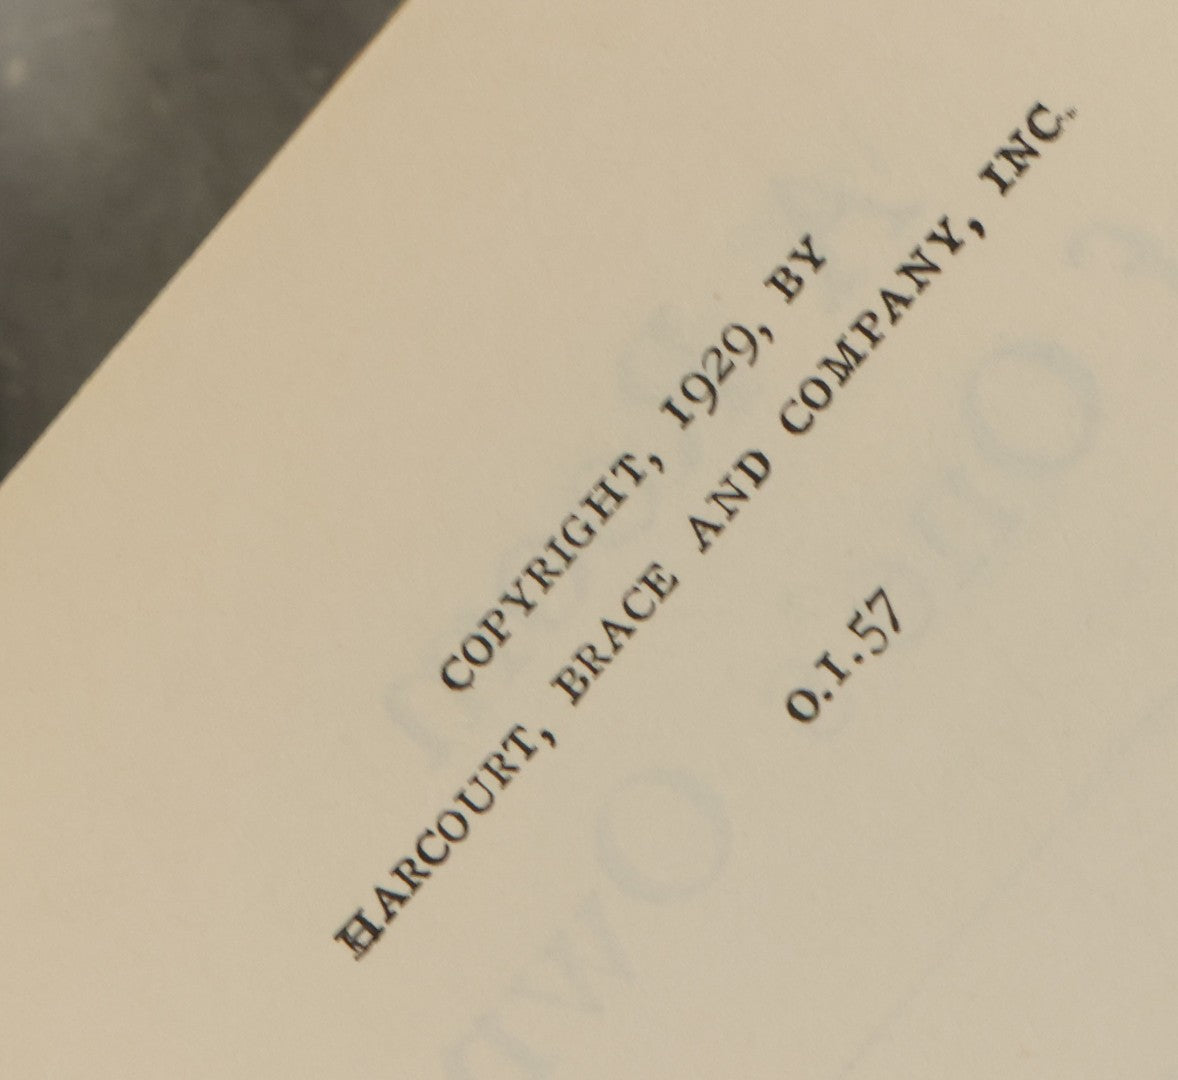 COPYRIGHT, 1929, BY
HARCOURT, BRACE AND COMPANY, INC.
O.I.57